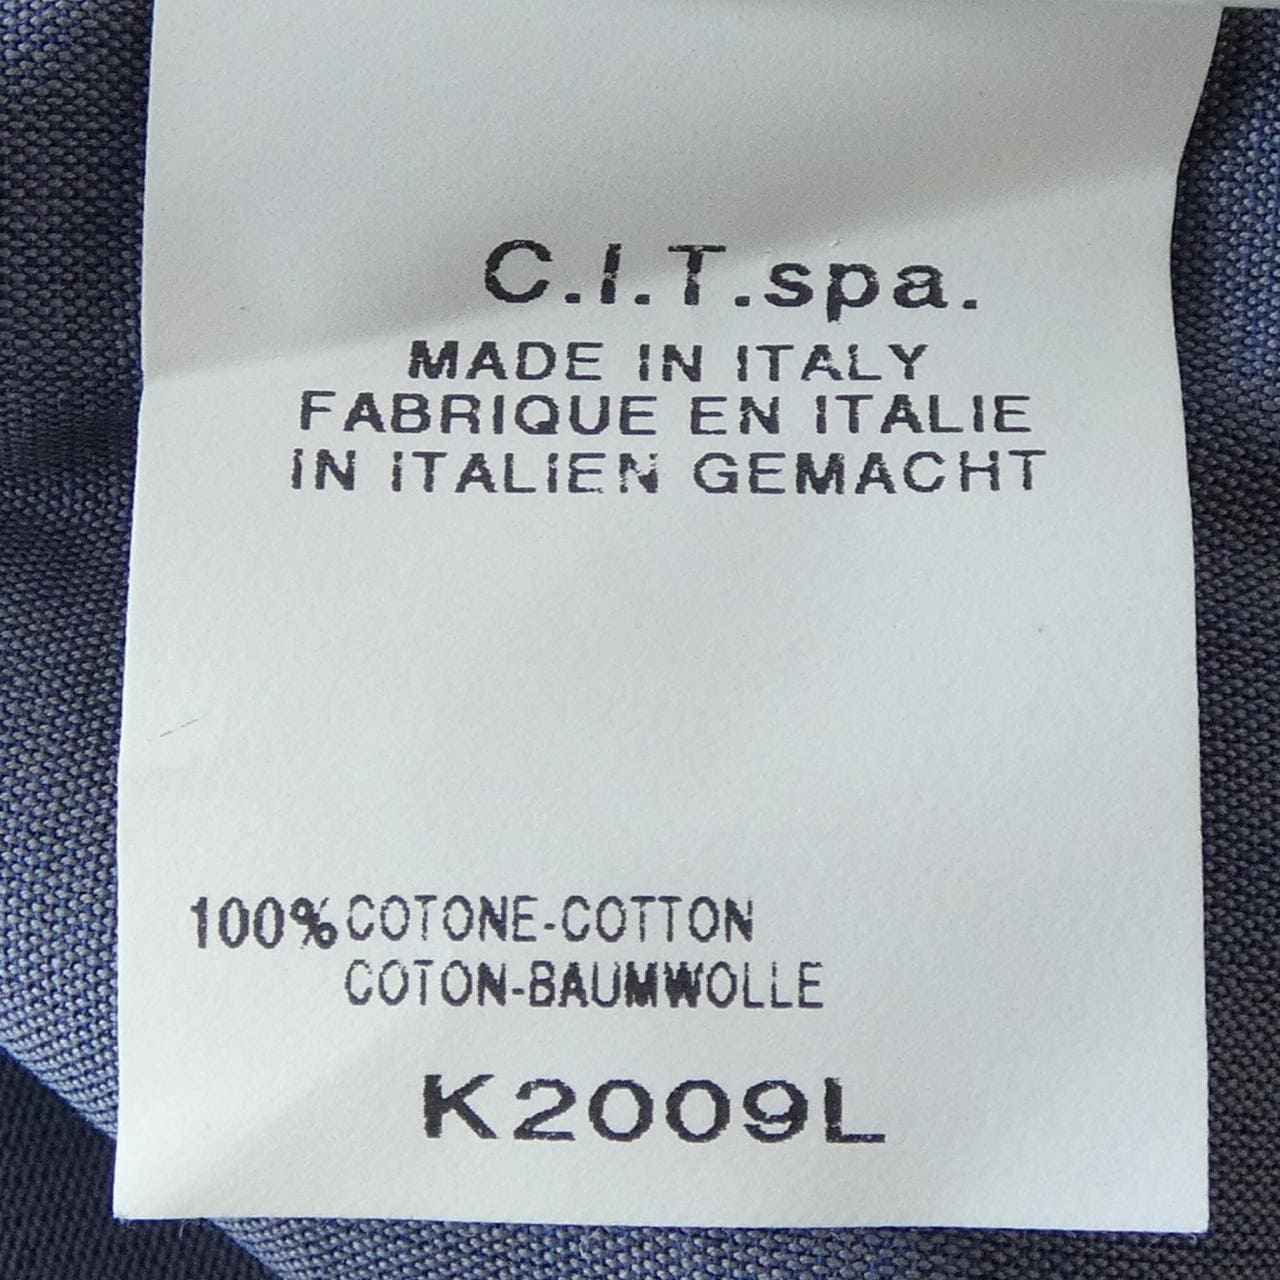 C.I.T.spa.
MADE IN ITALY
FABRIQUE EN ITALIE
IN ITALIEN GEMACHT
100% COTONE-COTTON
COTON-BAUMWOLLE
K2009L